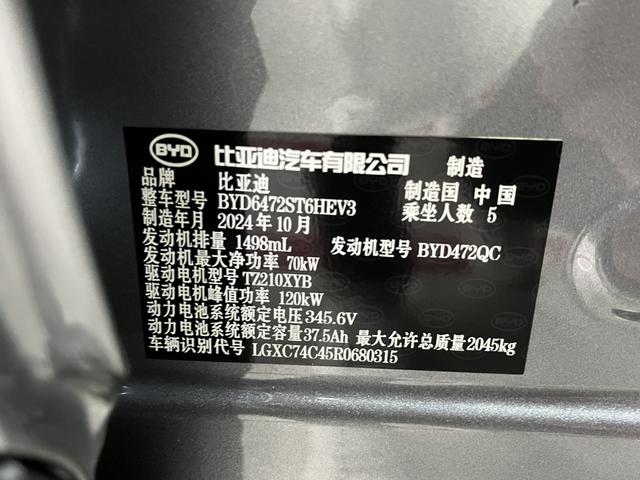 BYD 比亚迪汽车有限公司 制造
品牌 比亚迪 制造国 中国
整车型号 BYD6472ST6HEV3 乘坐人数 5
制造年月 2024年10月
发动机排量 1498mL 发动机型号 BYD472QC
发动机最大净功率 70kW
驱动电机型号 TZ210XYB
驱动电机峰值功率 120kW
动力电池系统额定电压 345.6V
动力电池系统额定容量 37.5Ah 最大允许总质量 2045kg
车辆识别代号 LGXC74C45R0680315